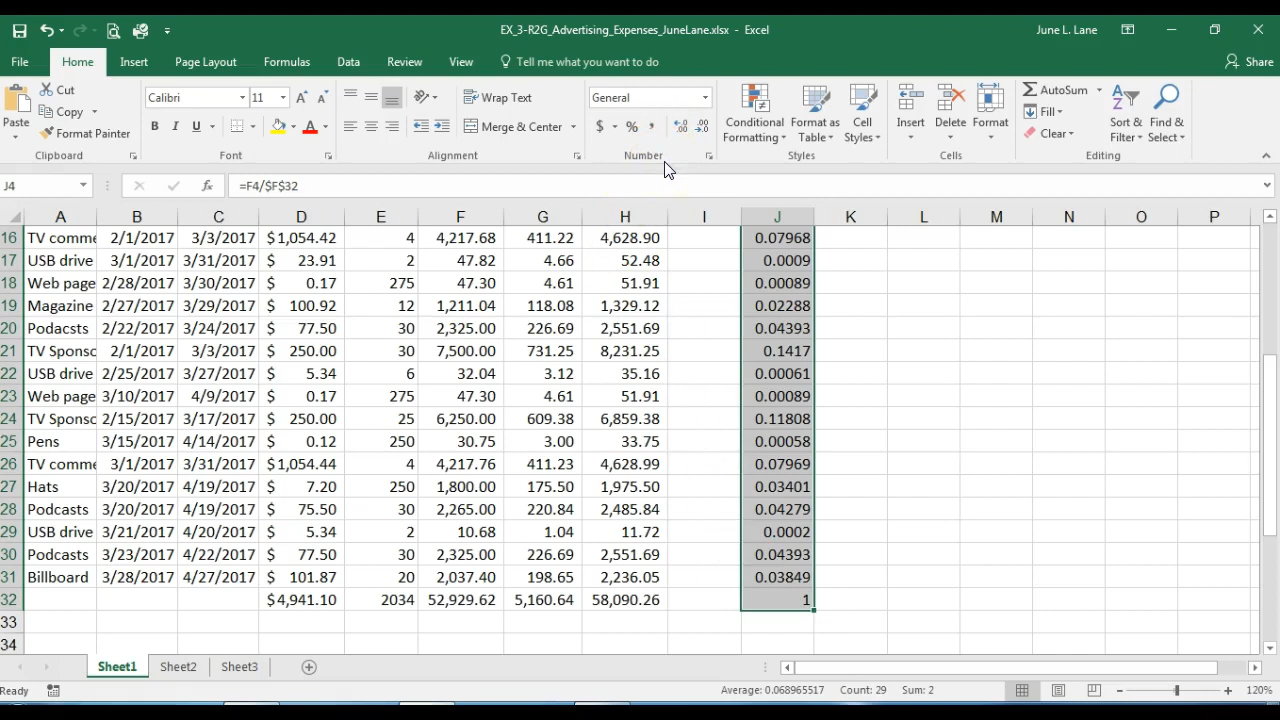 EX_3-R2G_Advertising_Expenses_JuneLane.xlsx - Excel
June L. Lane
File Home Insert Page Layout Formulas Data Review View Tell me what you want to do Share
Paste Cut Copy Format Painter
Calibri 11 B I U A A A
Wrap Text Merge & Center
General $ % ,
Conditional Formatting Format as Table Cell Styles
Insert Delete Format
AutoSum Fill Clear Sort & Filter Find & Select
Clipboard Font Alignment Number Styles Cells Editing
J4 fx =F4/$F$32
A B C D E F G H I J K L M N O P
16 TV comme 2/1/2017 3/3/2017 $1,054.42 4 4,217.68 411.22 4,628.90 0.07968
17 USB drive 3/1/2017 3/31/2017 $ 23.91 2 47.82 4.66 52.48 0.0009
18 Web page 2/28/2017 3/30/2017 $ 0.17 275 47.30 4.61 51.91 0.00089
19 Magazine 2/27/2017 3/29/2017 $ 100.92 12 1,211.04 118.08 1,329.12 0.02288
20 Podacsts 2/22/2017 3/24/2017 $ 77.50 30 2,325.00 226.69 2,551.69 0.04393
21 TV Sponso 2/1/2017 3/3/2017 $ 250.00 30 7,500.00 731.25 8,231.25 0.1417
22 USB drive 2/25/2017 3/27/2017 $ 5.34 6 32.04 3.12 35.16 0.00061
23 Web page 3/10/2017 4/9/2017 $ 0.17 275 47.30 4.61 51.91 0.00089
24 TV Sponso 2/15/2017 3/17/2017 $ 250.00 25 6,250.00 609.38 6,859.38 0.11808
25 Pens 3/15/2017 4/14/2017 $ 0.12 250 30.75 3.00 33.75 0.00058
26 TV comme 3/1/2017 3/31/2017 $1,054.44 4 4,217.76 411.23 4,628.99 0.07969
27 Hats 3/20/2017 4/19/2017 $ 7.20 250 1,800.00 175.50 1,975.50 0.03401
28 Podcasts 3/20/2017 4/19/2017 $ 75.50 30 2,265.00 220.84 2,485.84 0.04279
29 USB drive 3/21/2017 4/20/2017 $ 5.34 2 10.68 1.04 11.72 0.0002
30 Podcasts 3/23/2017 4/22/2017 $ 77.50 30 2,325.00 226.69 2,551.69 0.04393
31 Billboard 3/28/2017 4/27/2017 $ 101.87 20 2,037.40 198.65 2,236.05 0.03849
32 $4,941.10 2034 52,929.62 5,160.64 58,090.26 1
33
34
Sheet1 Sheet2 Sheet3
Ready Average: 0.068965517 Count: 29 Sum: 2 120%